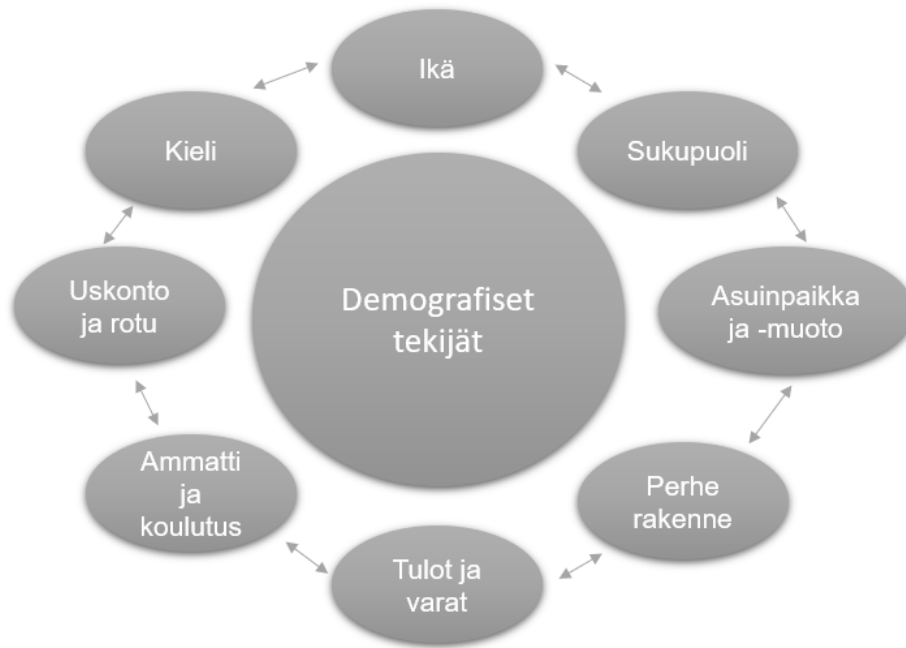 Ikä
Kieli
Sukupuoli
Uskonto
ja rotu
Demografiset
tekijät
Asuinpaikka
ja -muoto
Ammatti
ja
koulutus
Perhe
rakenne
Tulot ja
varat